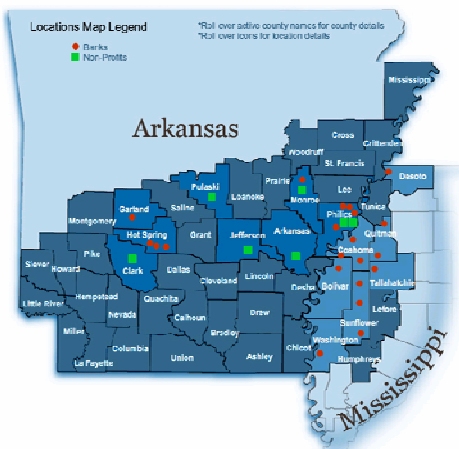 Locations Map Legend
*Roll over active county names for county details
*Roll over icons for location details
Banks
Non-Profits
Mississippi
Arkansas
Cross
Crittenden
Woodruff
St. Francis
Desoto
Prairie
Lee
Pulaski
Lonoke
Monroe
Tunica
Garland
Saline
Phillips
Montgomery
Quitman
Hot Spring
Grant
Jefferson
Arkansas
Coahoma
Pike
Sevier
Howard
Clark
Dallas
Cleveland
Lincoln
Desha
Bolivar
Tallahatchie
Hempstead
Ouachita
Little River
Nevada
Calhoun
Drew
Leflore
Sunflower
Miller
Bradley
Washington
Columbia
Chicot
La Fayette
Union
Ashley
Humphreys
Mississippi